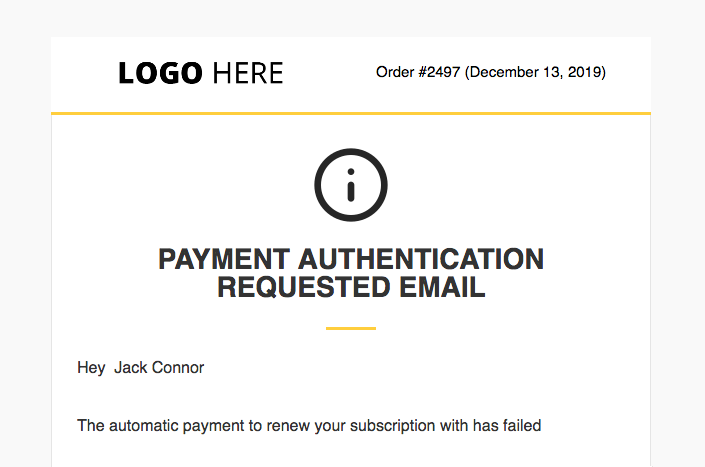 LOGO HERE
Order #2497 (December 13, 2019)
PAYMENT AUTHENTICATION
REQUESTED EMAIL
Hey  Jack Connor
The automatic payment to renew your subscription with has failed